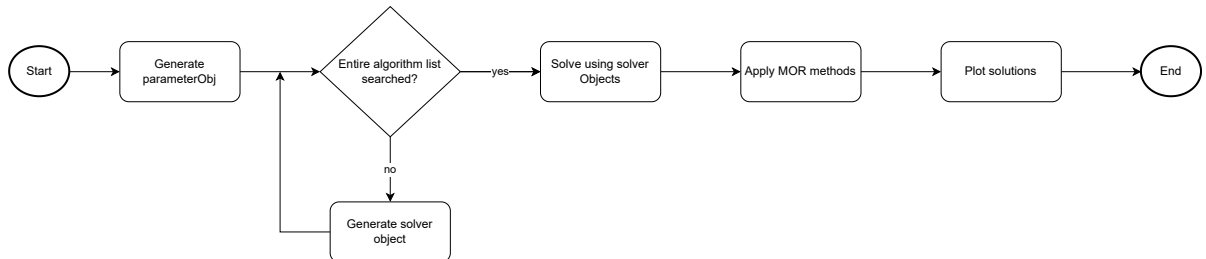 Start
Generate
parameterObj
Entire algorithm list
searched?
yes
Solve using solver
Objects
Apply MOR methods
Plot solutions
End
no
Generate solver
object